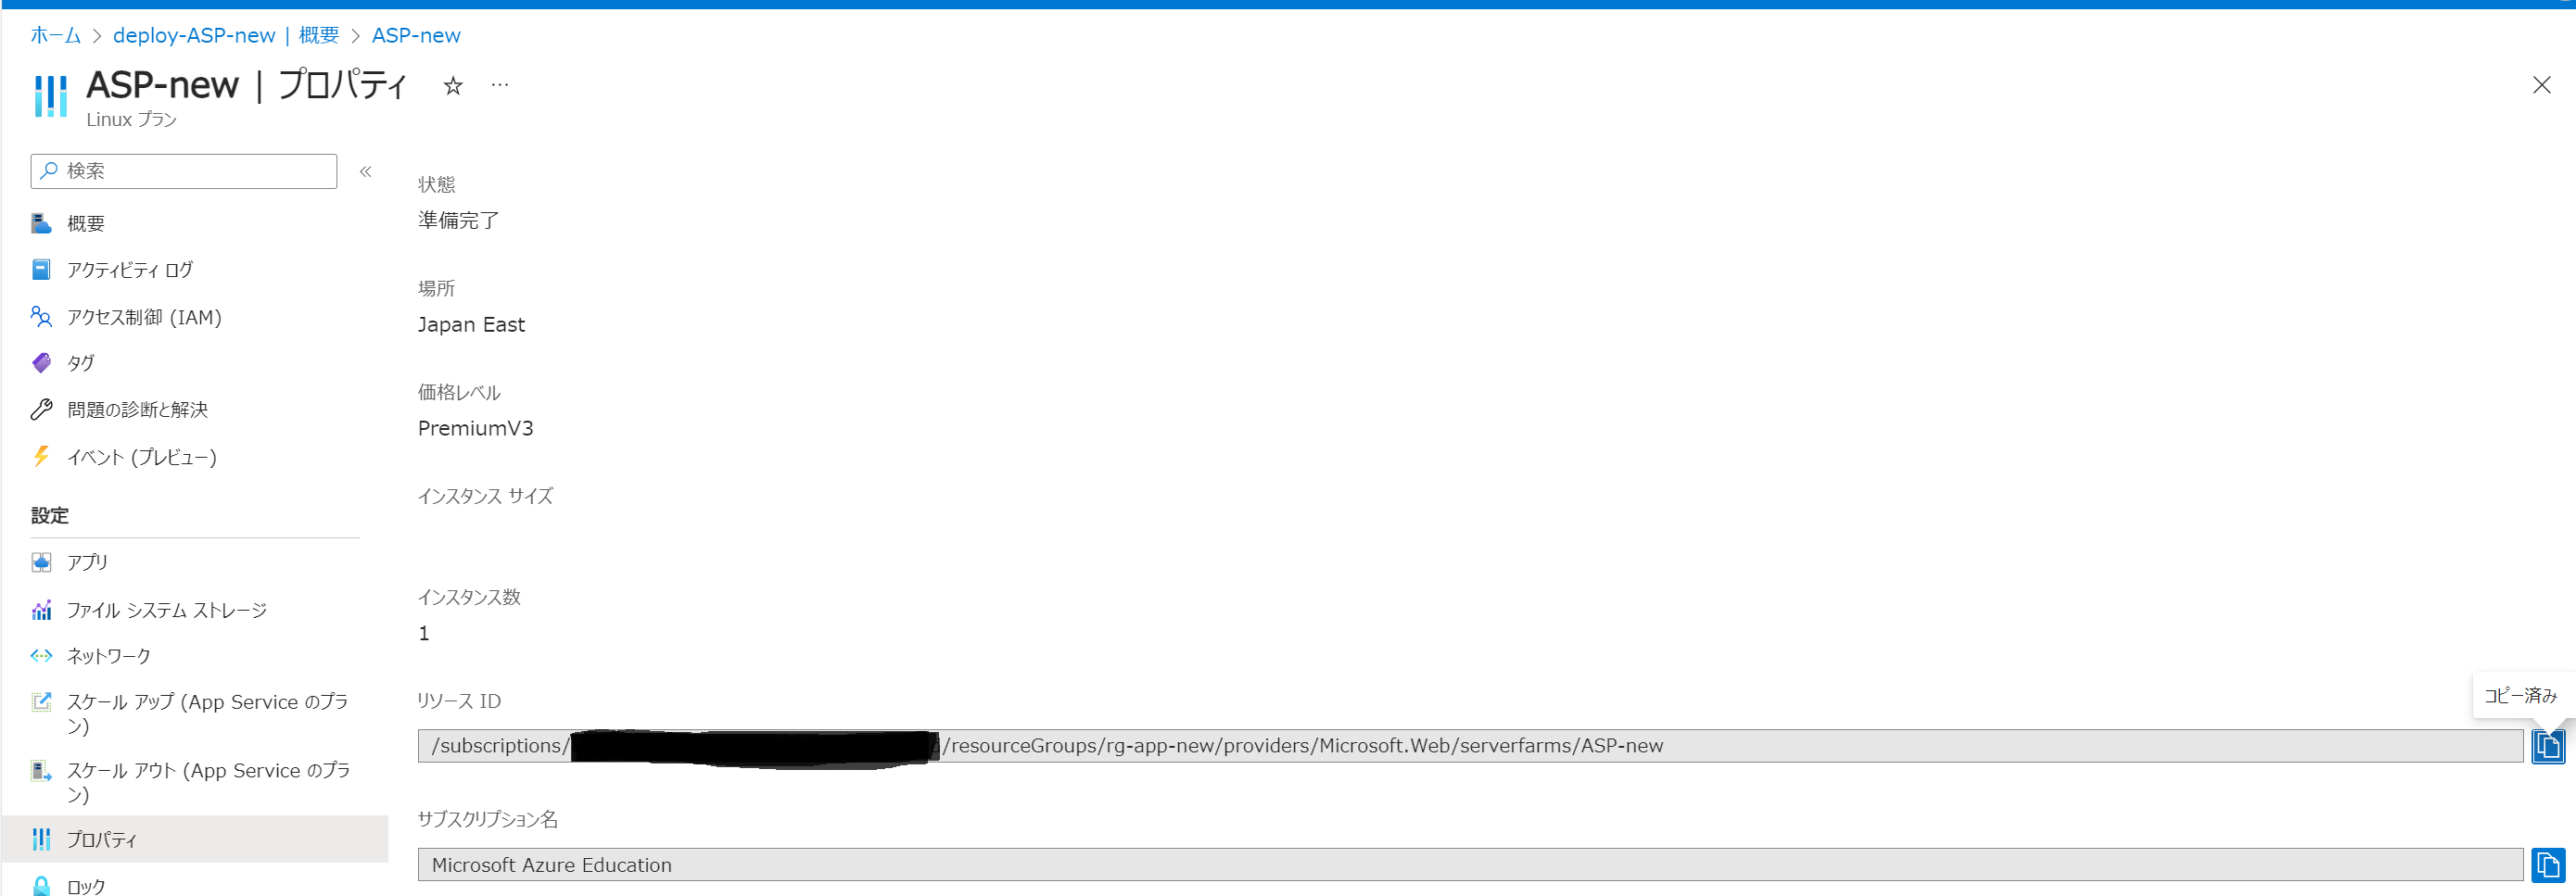 ホーム > deploy-ASP-new | 概要 > ASP-new
ASP-new | プロパティ ☆ …
Linux プラン
検索 «
概要
アクティビティ ログ
アクセス制御 (IAM)
タグ
問題の診断と解決
イベント (プレビュー)
設定
アプリ
ファイル システム ストレージ
ネットワーク
スケール アップ (App Service のプラ
ン)
スケール アウト (App Service のプラ
ン)
プロパティ
ロック
状態
準備完了
場所
Japan East
価格レベル
PremiumV3
インスタンス サイズ
インスタンス数
1
リソース ID
コピー済み
/subscriptions/ /resourceGroups/rg-app-new/providers/Microsoft.Web/serverfarms/ASP-new
サブスクリプション名
Microsoft Azure Education